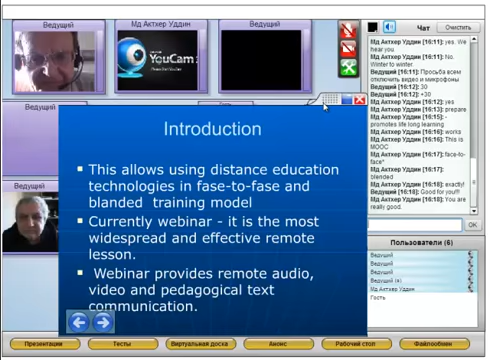 Ведущий
Мд Актхер Уддин
Ведущий
YouCam
Ведущий
Ведущий
Introduction
This allows using distance education
technologies in fase-to-fase and
blanded training model
Currently webinar - it is the most
widespread and effective remote
lesson.
Webinar provides remote audio,
video and pedagogical text
communication.
Чат
Очистить
Мд Актхер Уддин [16:11]: yes. We
hear you
Мд Актхер Уддин [16:11]: No.
Winter to winter.
Ведущий [16:11]: Просьба всем
отключить видео и микрофоны
Ведущий [16:12]: 30
Ведущий [16:12]: +30
Мд Актхер Уддин [16:12]: yes
Мд Актхер Уддин [16:13]: prepare
Мд Актхер Уддин [16:15]: -
promotes life long learning
Мд Актхер Уддин [16:16]: works
Мд Актхер Уддин [16:16]: This is
MOOC
Мд Актхер Уддин [16:17]: face-to-
face*
Мд Актхер Уддин [16:17]:
blended
Мд Актхер Уддин [16:18]: exactly!
Ведущий [16:18]: Good for you!!!
Мд Актхер Уддин [16:18]: You are
really good.
OK
Пользователи (6)
Ведущий
Ведущий
Ведущий
Ведущий (я)
Мд Актхер Уддин
Гость
Презентации
Тесты
Виртуальная доска
Анонс
Рабочий стол
Файлообмен